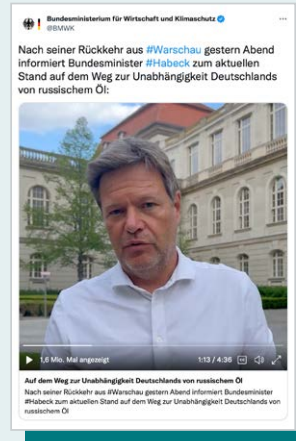 Bundesministerium für Wirtschaft und Klimaschutz
@BMWK
Nach seiner Rückkehr aus #Warschau gestern Abend
informiert Bundesminister #Habeck zum aktuellen
Stand auf dem Weg zur Unabhängigkeit Deutschlands
von russischem Öl:
1,6 Mio. Mal angezeigt 1:13 / 4:36
Auf dem Weg zur Unabhängigkeit Deutschlands von russischem Öl
Nach seiner Rückkehr aus #Warschau gestern Abend informiert Bundesminister
#Habeck zum aktuellen Stand auf dem Weg zur Unabhängigkeit Deutschlands von
russischem Öl